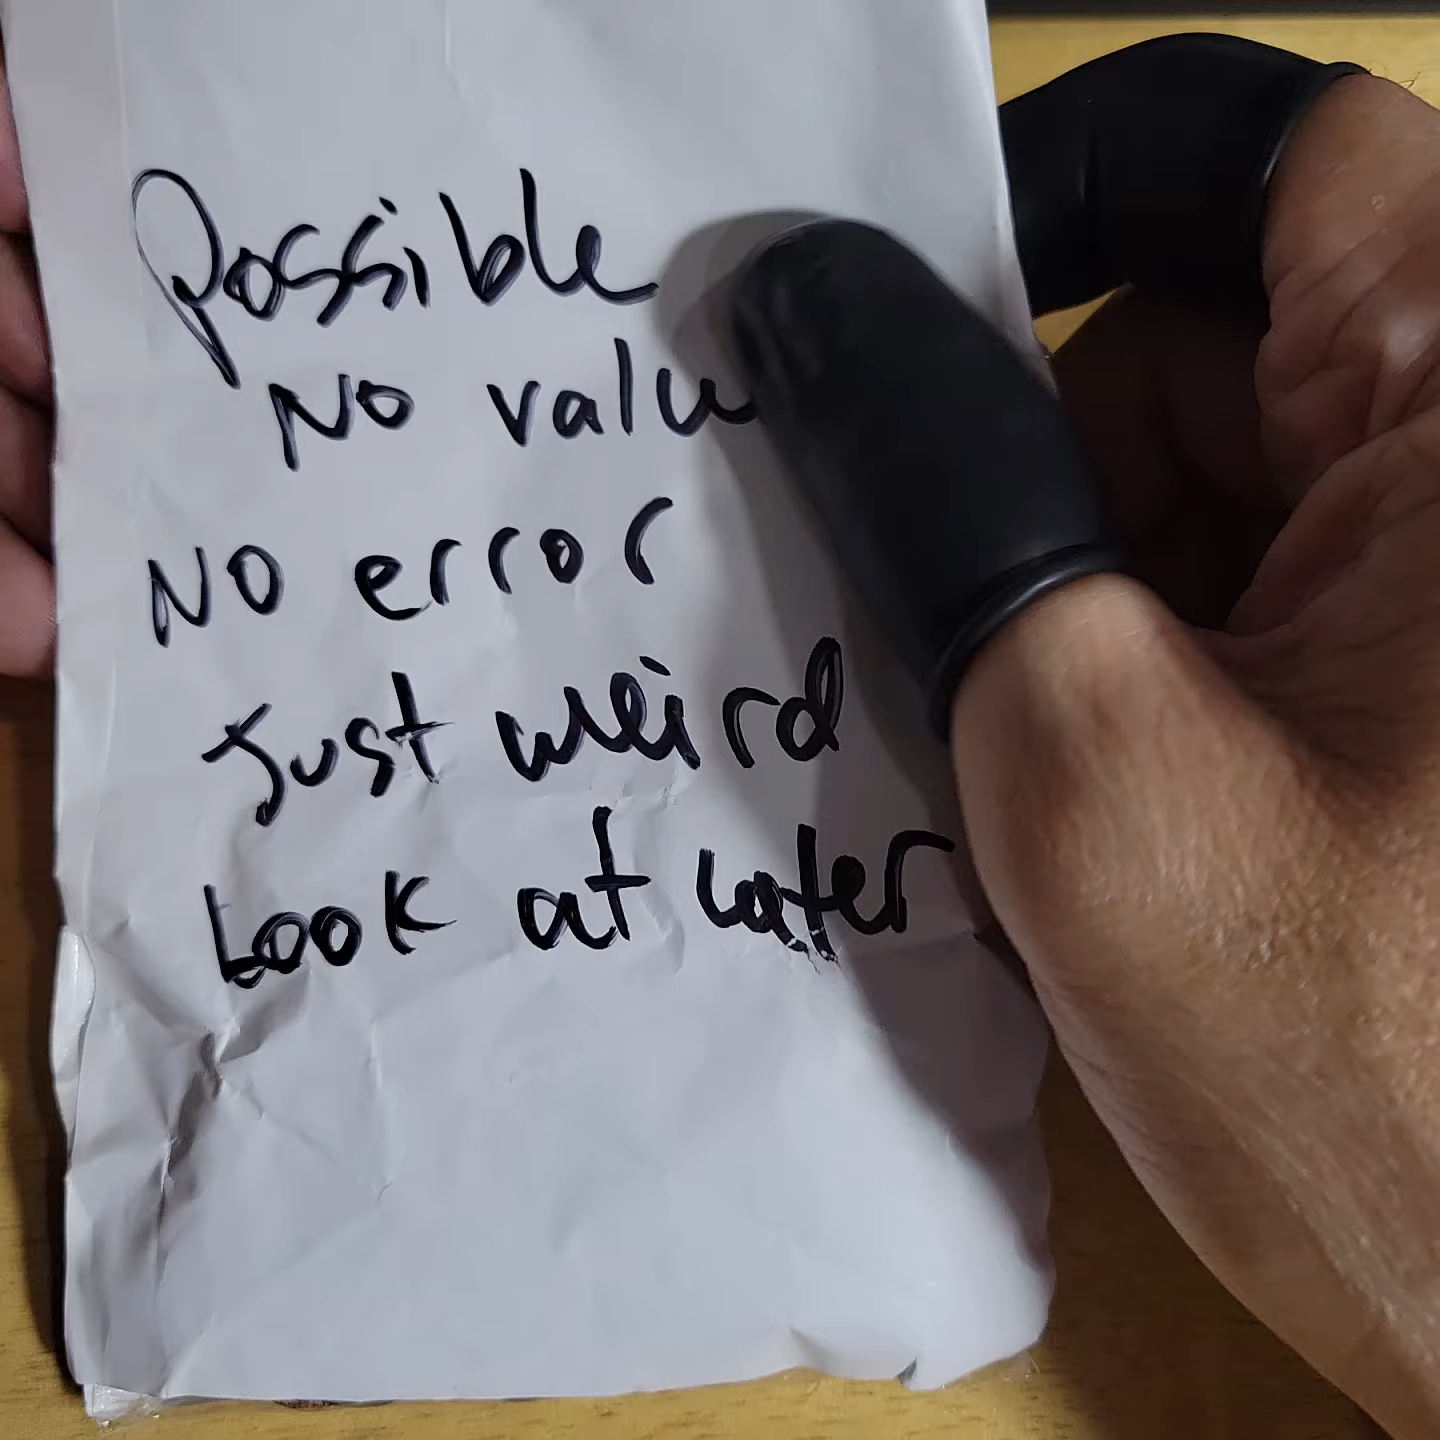 Possible
No valu
No error
Just weird
Look at later